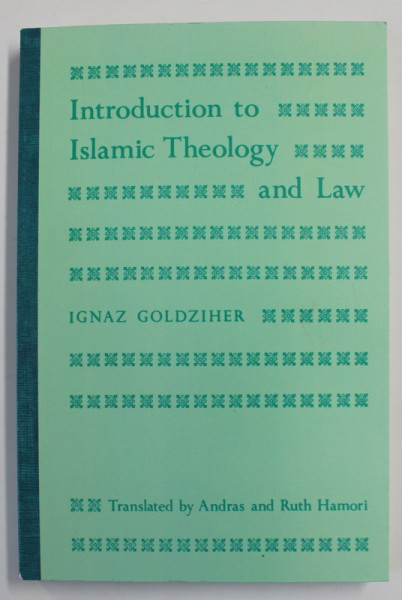 Introduction to
Islamic Theology
and Law
IGNAZ GOLDZIHER
Translated by Andras and Ruth Hamori